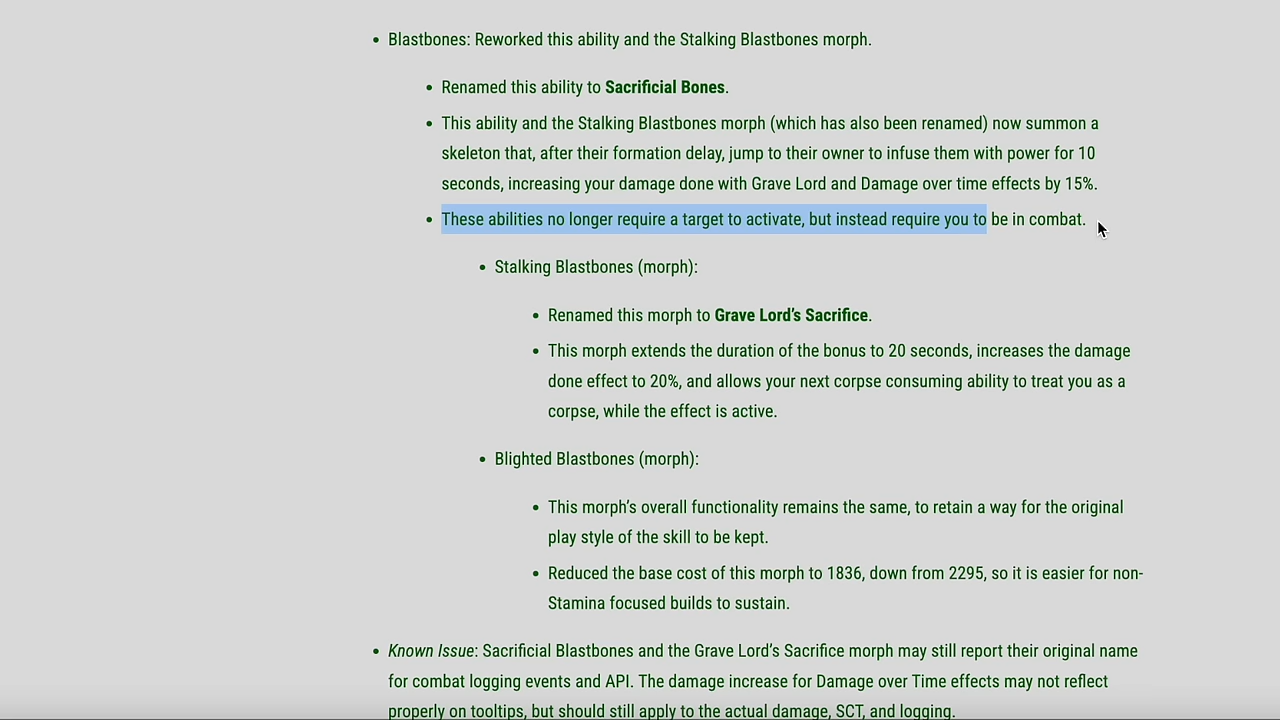 Blastbones: Reworked this ability and the Stalking Blastbones morph.
Renamed this ability to Sacrificial Bones.
This ability and the Stalking Blastbones morph (which has also been renamed) now summon a
skeleton that, after their formation delay, jump to their owner to infuse them with power for 10
seconds, increasing your damage done with Grave Lord and Damage over time effects by 15%.
These abilities no longer require a target to activate, but instead require you to be in combat.
Stalking Blastbones (morph):
Renamed this morph to Grave Lord's Sacrifice.
This morph extends the duration of the bonus to 20 seconds, increases the damage
done effect to 20%, and allows your next corpse consuming ability to treat you as a
corpse, while the effect is active.
Blighted Blastbones (morph):
This morph's overall functionality remains the same, to retain a way for the original
play style of the skill to be kept.
Reduced the base cost of this morph to 1836, down from 2295, so it is easier for non-
Stamina focused builds to sustain.
Known Issue: Sacrificial Blastbones and the Grave Lord's Sacrifice morph may still report their original name
for combat logging events and API. The damage increase for Damage over Time effects may not reflect
properly on tooltips, but should still apply to the actual damage, SCT, and logging.